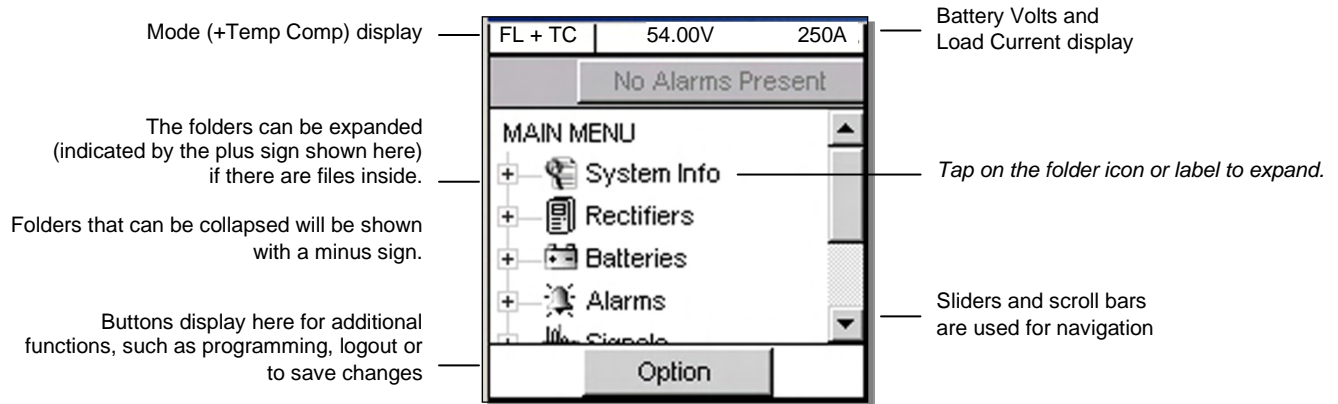 Mode (+Temp Comp) display
FL + TC
54.00V
250A
Battery Volts and
Load Current display
No Alarms Present
The folders can be expanded
(indicated by the plus sign shown here)
if there are files inside.
Folders that can be collapsed will be shown
with a minus sign.
Buttons display here for additional
functions, such as programming, logout or
to save changes
MAIN MENU
System Info
Rectifiers
Batteries
Alarms
Signals
Option
Tap on the folder icon or label to expand.
Sliders and scroll bars
are used for navigation